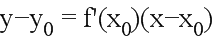 y–y₀ = f'(x₀)(x–x₀)